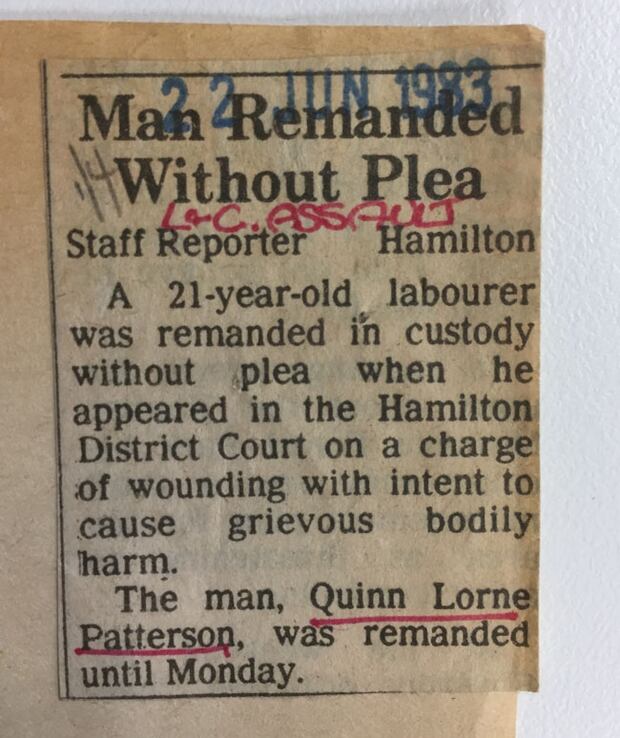 22 JUN 1983
Man Remanded
Without Plea
L&C. ASSAULT
Staff Reporter Hamilton
A 21-year-old labourer
was remanded in custody
without plea when he
appeared in the Hamilton
District Court on a charge
of wounding with intent to
cause grievous bodily
harm.
The man, Quinn Lorne
Patterson, was remanded
until Monday.